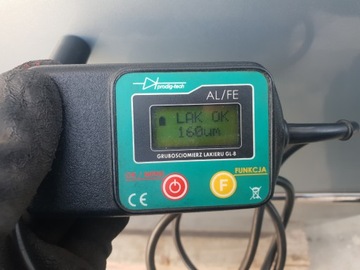 prodig-tech
AL/FE
LAK OK
160um
GRUBOŚCIOMIERZ LAKIERU GL-8
FUNKCJA
F
CE